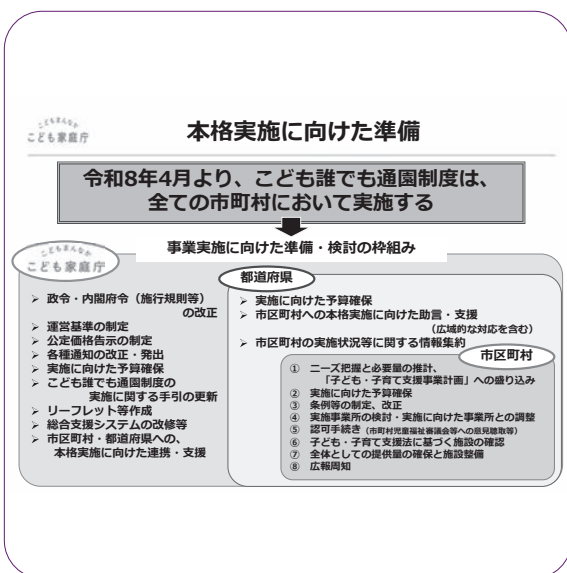 こどもまんなか
こども家庭庁
本格実施に向けた準備
令和8年4月より、こども誰でも通園制度は、
全ての市町村において実施する
事業実施に向けた準備・検討の枠組み
こどもまんなか
こども家庭庁
➢ 政令・内閣府令（施行規則等）
の改正
➢ 運営基準の制定
➢ 公定価格告示の制定
➢ 各種通知の改正・発出
➢ 実施に向けた予算確保
➢ こども誰でも通園制度の
実施に関する手引の更新
➢ リーフレット等作成
➢ 総合支援システムの改修等
➢ 市区町村・都道府県への、
本格実施に向けた連携・支援
都道府県
➢ 実施に向けた予算確保
➢ 市区町村への本格実施に向けた助言・支援
（広域的な対応を含む）
➢ 市区町村の実施状況等に関する情報集約
市区町村
① ニーズ把握と必要量の推計、
「子ども・子育て支援事業計画」への盛り込み
② 実施に向けた予算確保
③ 条例等の制定、改正
④ 実施事業所の検討・実施に向けた事業所との調整
⑤ 認可手続き（市町村児童福祉審議会等への意見聴取等）
⑥ 子ども・子育て支援法に基づく施設の確認
⑦ 全体としての提供量の確保と施設整備
⑧ 広報周知